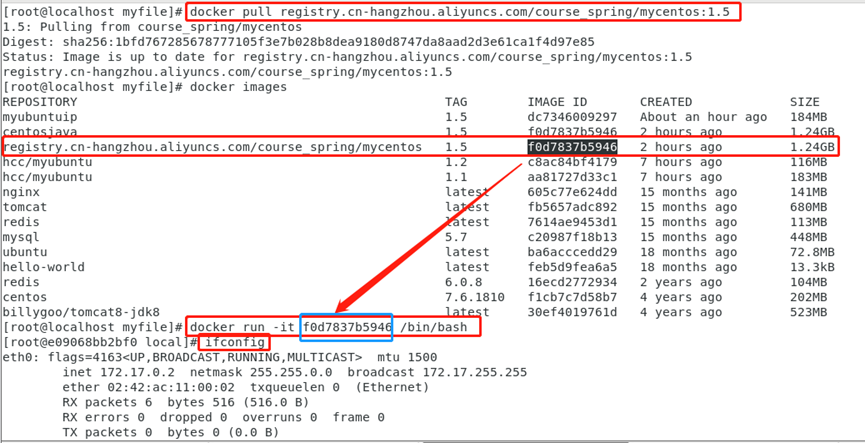 [root@localhost myfile]# docker pull registry.cn-hangzhou.aliyuncs.com/course_spring/mycentos:1.5
1.5: Pulling from course_spring/mycentos
Digest: sha256:1bfd767285678777105f3e7b028b8dea9180d8747da8aad2d3e61ca1f4d97e85
Status: Image is up to date for registry.cn-hangzhou.aliyuncs.com/course_spring/mycentos:1.5
registry.cn-hangzhou.aliyuncs.com/course_spring/mycentos:1.5
[root@localhost myfile]# docker images
REPOSITORY TAG IMAGE ID CREATED SIZE
myubuntuip 1.5 dc7346009297 About an hour ago 184MB
centosjava 1.5 f0d7837b5946 2 hours ago 1.24GB
registry.cn-hangzhou.aliyuncs.com/course_spring/mycentos 1.5 f0d7837b5946 2 hours ago 1.24GB
hcc/myubuntu 1.2 c8ac84bf4179 7 hours ago 116MB
hcc/myubuntu 1.1 aa81727d33c1 7 hours ago 183MB
nginx latest 605c77e624dd 15 months ago 141MB
tomcat latest fb5657adc892 15 months ago 680MB
redis latest 7614ae9453d1 15 months ago 113MB
mysql 5.7 c20987f18b13 15 months ago 448MB
ubuntu latest ba6acccedd29 18 months ago 72.8MB
hello-world latest feb5d9fea6a5 18 months ago 13.3kB
redis 6.0.8 16ecd2772934 2 years ago 104MB
centos 7.6.1810 f1cb7c7d58b7 4 years ago 202MB
billygoo/tomcat8-jdk8 latest 30ef4019761d 4 years ago 523MB
[root@localhost myfile]# docker run -it f0d7837b5946 /bin/bash
[root@e09068bb2bf0 local]# ifconfig
eth0: flags=4163<UP,BROADCAST,RUNNING,MULTICAST> mtu 1500
inet 172.17.0.2 netmask 255.255.0.0 broadcast 172.17.255.255
ether 02:42:ac:11:00:02 txqueuelen 0 (Ethernet)
RX packets 6 bytes 516 (516.0 B)
RX errors 0 dropped 0 overruns 0 frame 0
TX packets 0 bytes 0 (0.0 B)